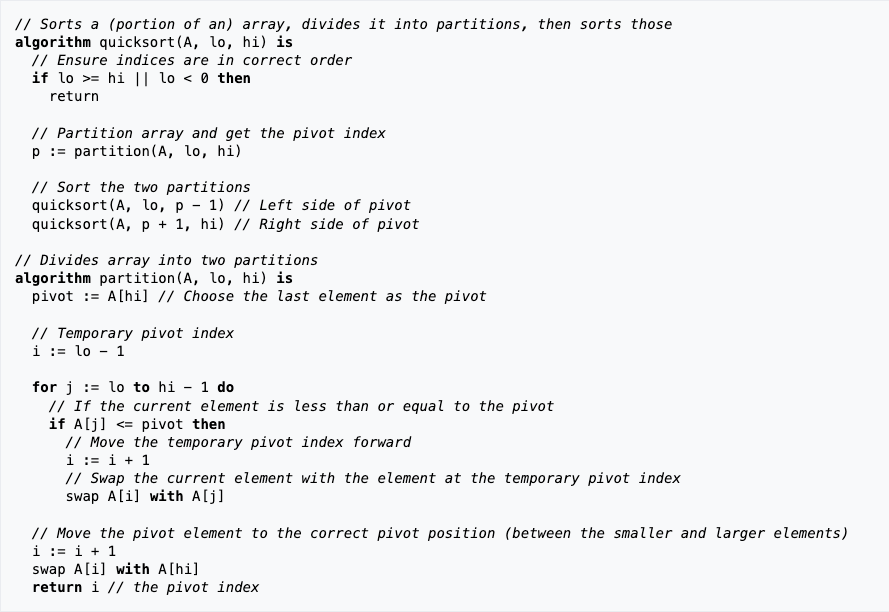 // Sorts a (portion of an) array, divides it into partitions, then sorts those
algorithm quicksort(A, lo, hi) is
  // Ensure indices are in correct order
  if lo >= hi || lo < 0 then
    return

  // Partition array and get the pivot index
  p := partition(A, lo, hi)

  // Sort the two partitions
  quicksort(A, lo, p - 1) // Left side of pivot
  quicksort(A, p + 1, hi) // Right side of pivot

// Divides array into two partitions
algorithm partition(A, lo, hi) is
  pivot := A[hi] // Choose the last element as the pivot

  // Temporary pivot index
  i := lo - 1

  for j := lo to hi - 1 do
    // If the current element is less than or equal to the pivot
    if A[j] <= pivot then
      // Move the temporary pivot index forward
      i := i + 1
      // Swap the current element with the element at the temporary pivot index
      swap A[i] with A[j]

  // Move the pivot element to the correct pivot position (between the smaller and larger elements)
  i := i + 1
  swap A[i] with A[hi]
  return i // the pivot index